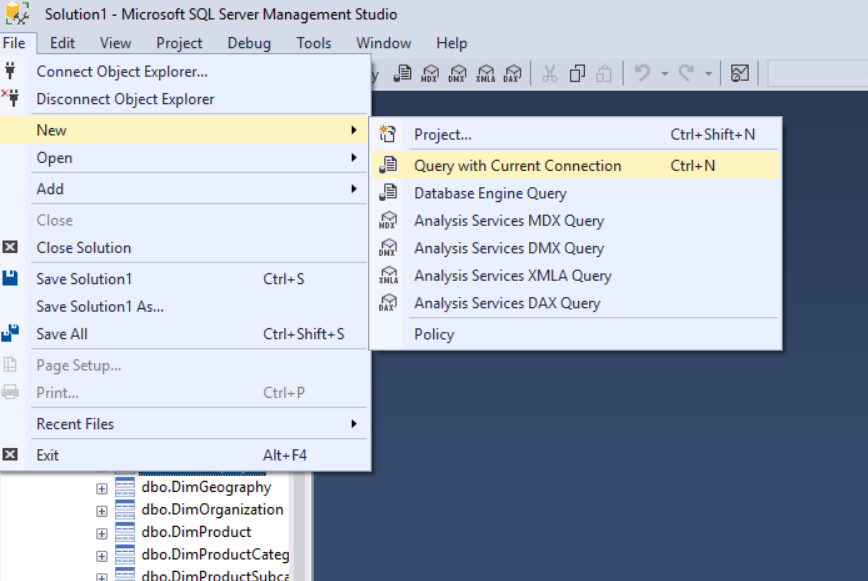 Solution1 - Microsoft SQL Server Management Studio
File Edit View Project Debug Tools Window Help
MDX DMX XMLA DAX
Connect Object Explorer...
Disconnect Object Explorer
New
Open
Add
Close
Close Solution
Save Solution1 Ctrl+S
Save Solution1 As...
Save All Ctrl+Shift+S
Page Setup...
Print... Ctrl+P
Recent Files
Exit Alt+F4
Project... Ctrl+Shift+N
Query with Current Connection Ctrl+N
Database Engine Query
MDX Analysis Services MDX Query
DMX Analysis Services DMX Query
XMLA Analysis Services XMLA Query
DAX Analysis Services DAX Query
Policy
dbo.DimGeography
dbo.DimOrganization
dbo.DimProduct
dbo.DimProductCateg
dbo.DimProductSubca